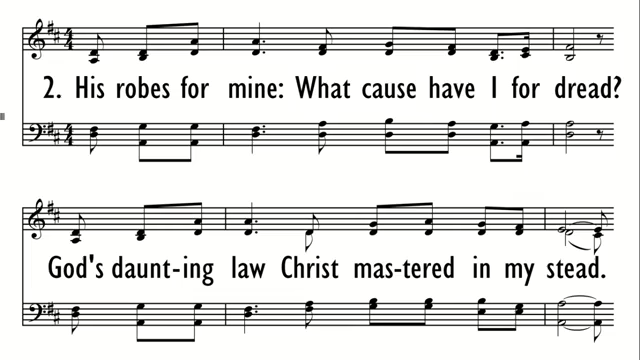 2. His robes for mine: What cause have I for dread?
God's daunt-ing law Christ mas-tered in my stead.